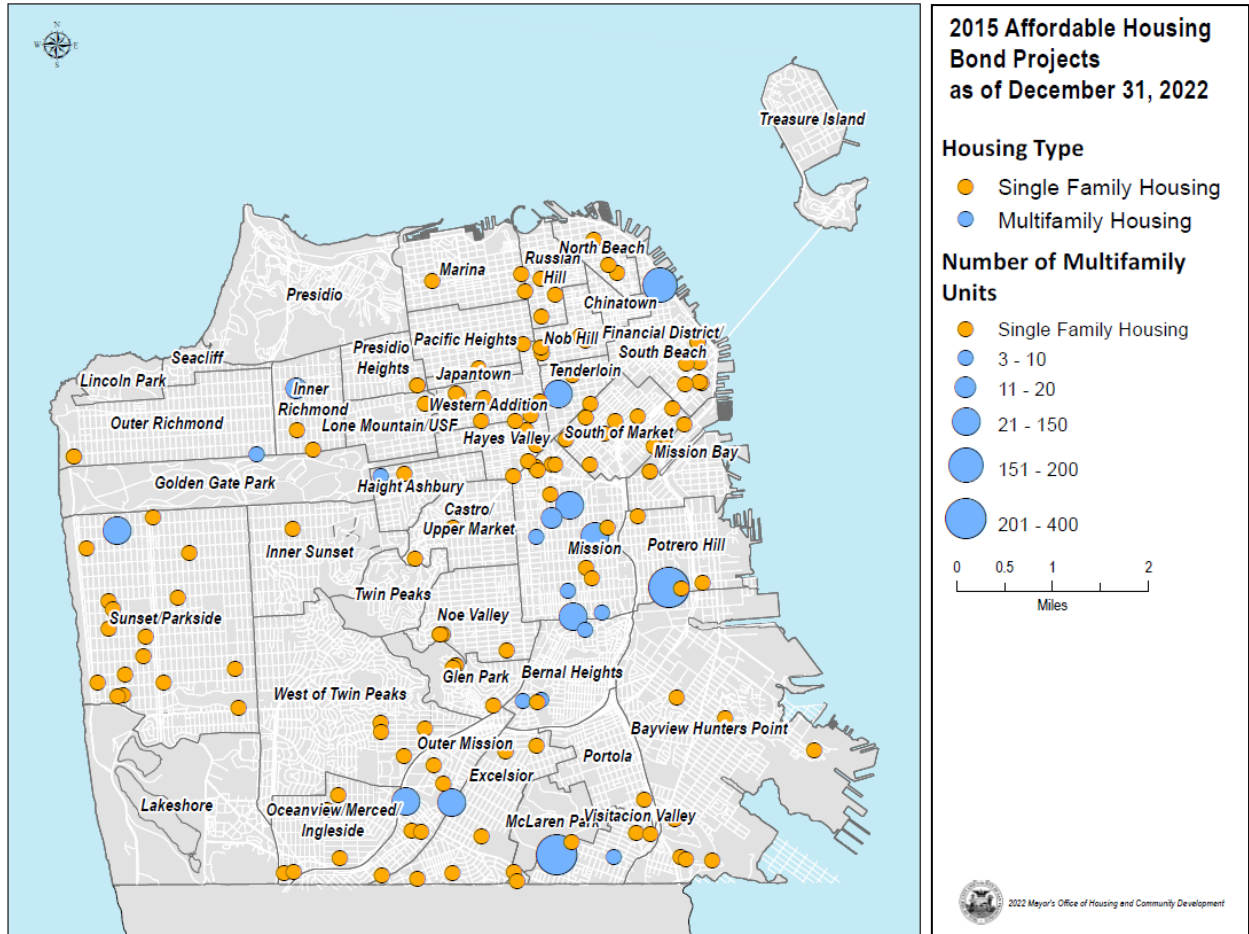 N
W
E
S
Treasure Island
North Beach
Russian
Hill
Marina
Presidio
Chinatown
Pacific Heights
Nob Hill
Financial District/
South Beach
Presidio
Heights
Seacliff
Lincoln Park
Japantown
Tenderloin
Inner
Richmond
Outer Richmond
Lone Mountain/USF
Western Addition
Hayes Valley
South of Market
Mission Bay
Golden Gate Park
Haight Ashbury
Castro/
Upper Market
Inner Sunset
Mission
Potrero Hill
Twin Peaks
Sunset/Parkside
Noe Valley
Glen Park
Bernal Heights
West of Twin Peaks
Bayview Hunters Point
Outer Mission
Portola
Excelsior
Lakeshore
Oceanview/Merced/
Ingleside
McLaren Park
Visitacion Valley
2015 Affordable Housing
Bond Projects
as of December 31, 2022
Housing Type
Single Family Housing
Multifamily Housing
Number of Multifamily
Units
Single Family Housing
3 - 10
11 - 20
21 - 150
151 - 200
201 - 400
0 0.5 1 2
Miles
2022 Mayor's Office of Housing and Community Development